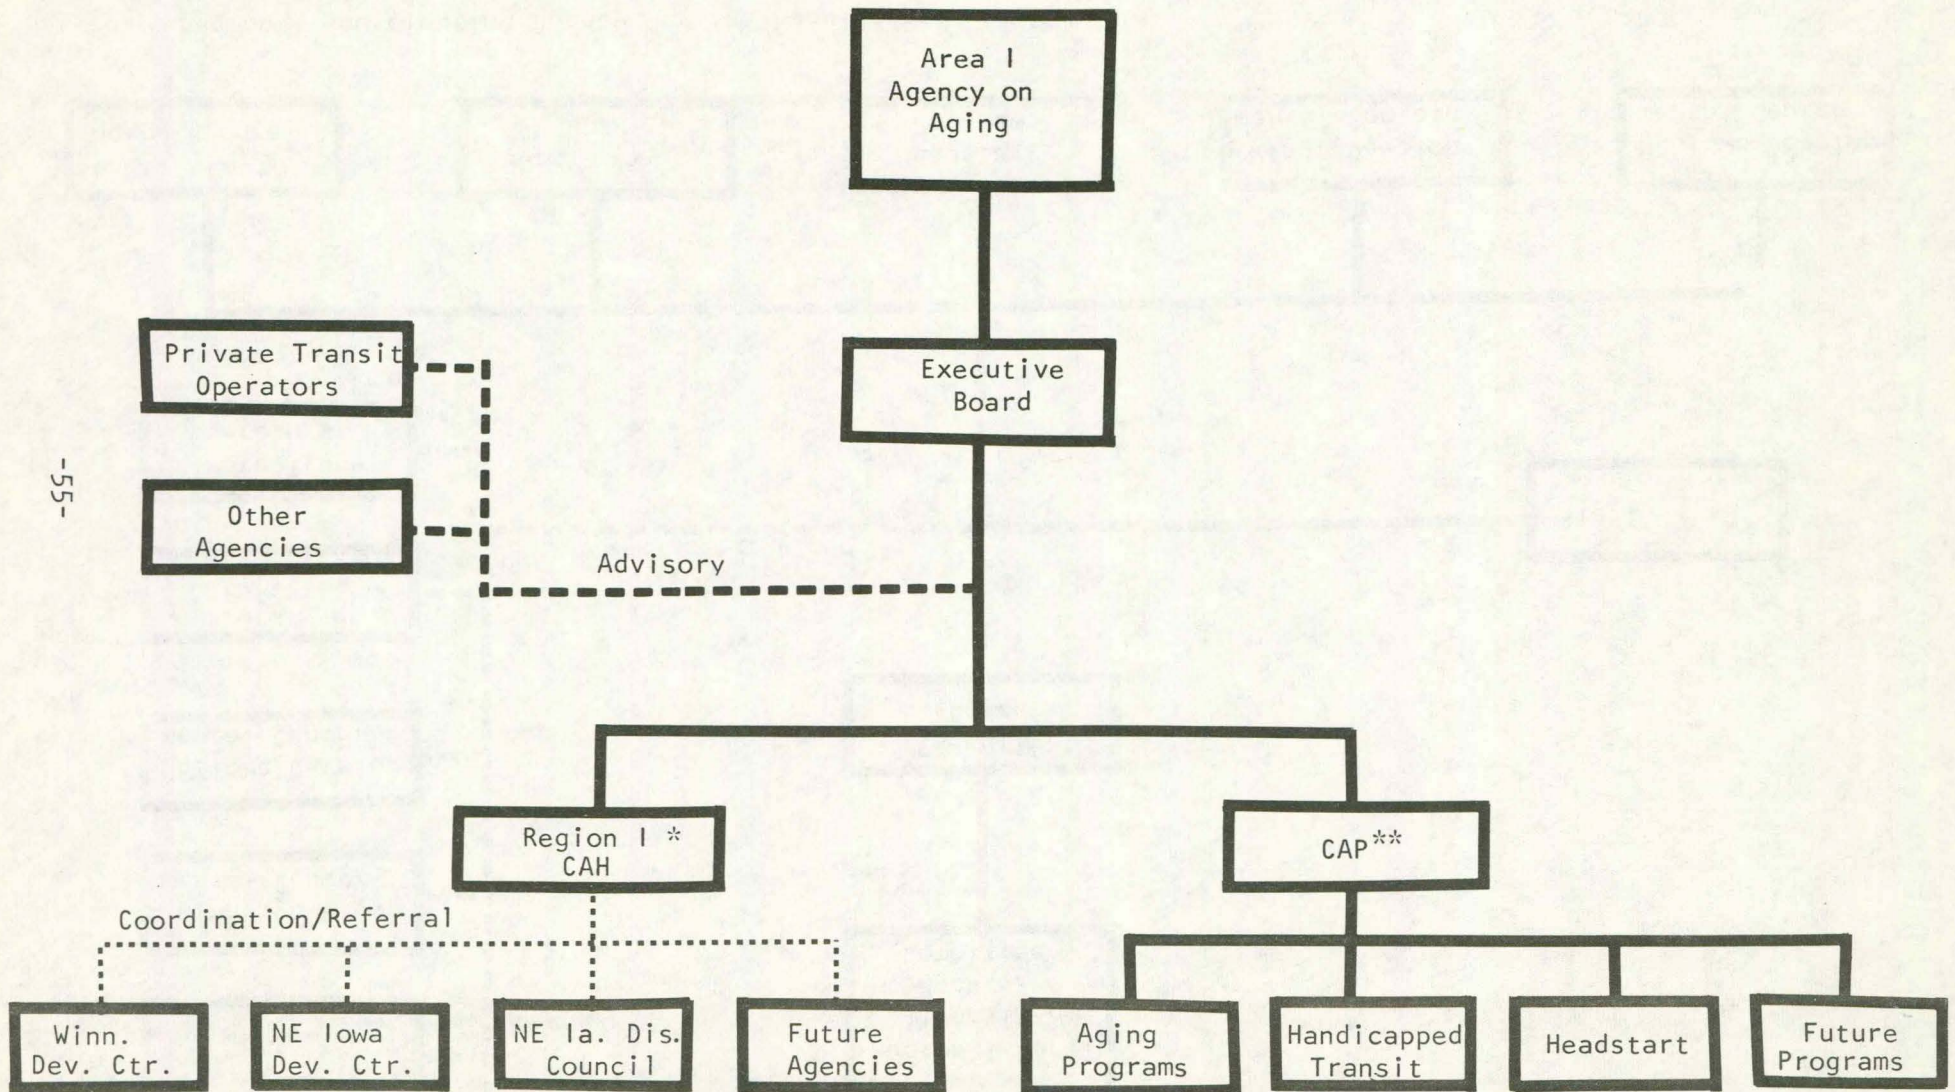 Area I
Agency on
Aging
Private Transit
Operators
Executive
Board
-55-
Other
Agencies
Advisory
Region I *
CAH
CAP**
Coordination/Referral
Winn.
Dev. Ctr.
NE Iowa
Dev. Ctr.
NE Ia. Dis.
Council
Future
Agencies
Aging
Programs
Handicapped
Transit
Headstart
Future
Programs